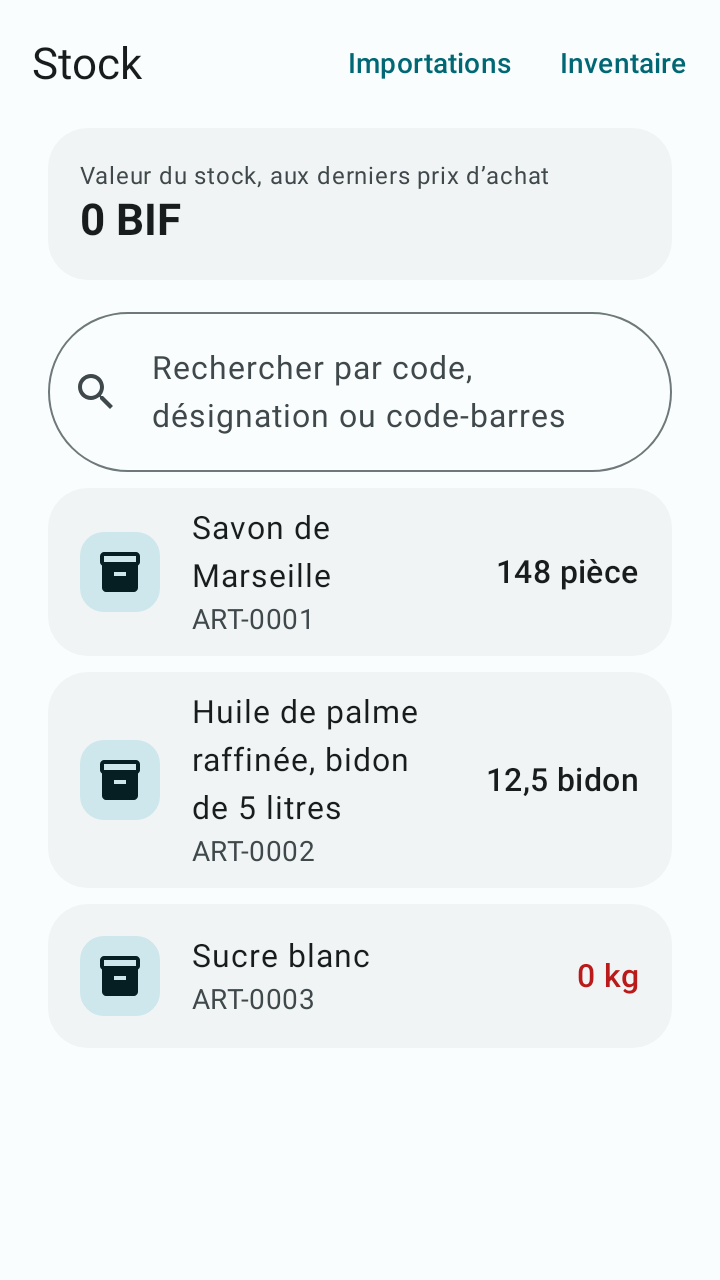 Stock
Importations
Inventaire
Valeur du stock, aux derniers prix d’achat
0 BIF
Rechercher par code,
désignation ou code-barres
Savon de
Marseille
ART-0001
148 pièce
Huile de palme
raffinée, bidon
de 5 litres
ART-0002
12,5 bidon
Sucre blanc
ART-0003
0 kg